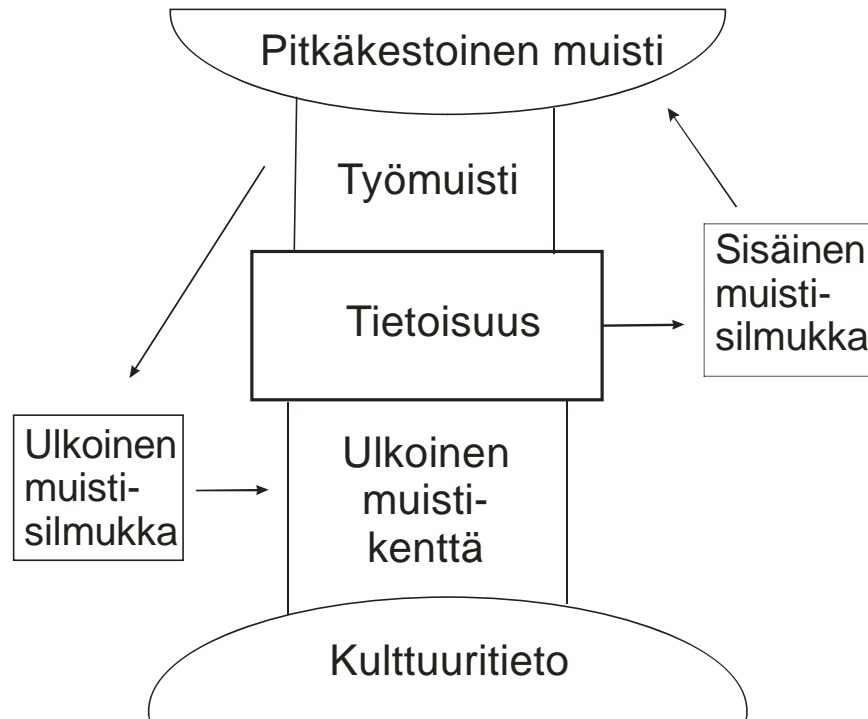 Pitkäkestoinen muisti
Työmuisti
Sisäinen
muisti-
silmukka
Tietoisuus
Ulkoinen
muisti-
silmukka
Ulkoinen
muisti-
kenttä
Kulttuuritieto